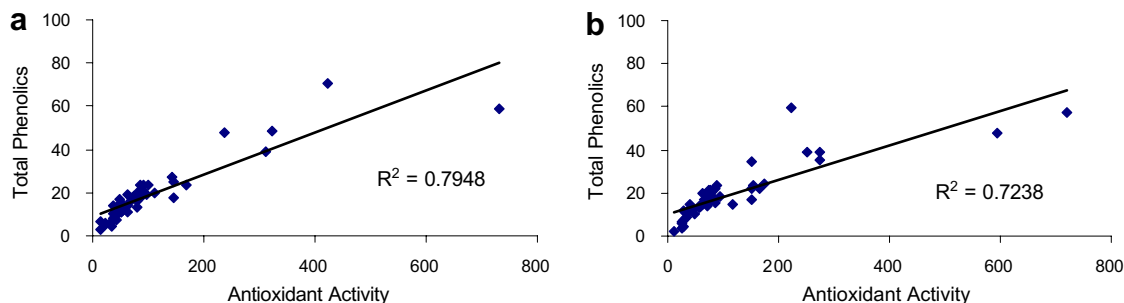 a
100
80
60
40
20
0
Total Phenolics
R² = 0.7948
0 200 400 600 800
Antioxidant Activity
b
100
80
60
40
20
0
Total Phenolics
R² = 0.7238
0 200 400 600 800
Antioxidant Activity